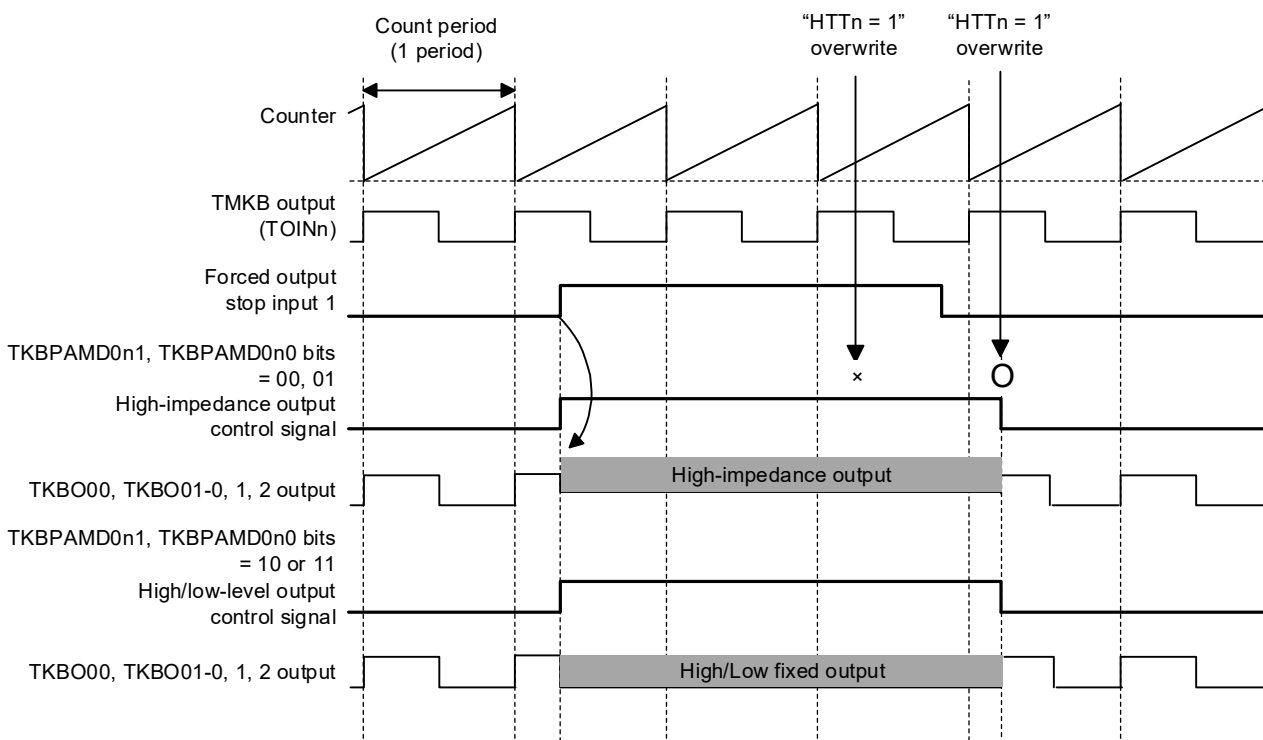 Count period
(1 period)
“HTTn = 1”
overwrite
“HTTn = 1”
overwrite
Counter
TMKB output
(TOINn)
Forced output
stop input 1
TKBPAMD0n1, TKBPAMD0n0 bits
= 00, 01
×
O
High-impedance output
control signal
TKBO00, TKBO01-0, 1, 2 output
High-impedance output
TKBPAMD0n1, TKBPAMD0n0 bits
= 10 or 11
High/low-level output
control signal
TKBO00, TKBO01-0, 1, 2 output
High/Low fixed output